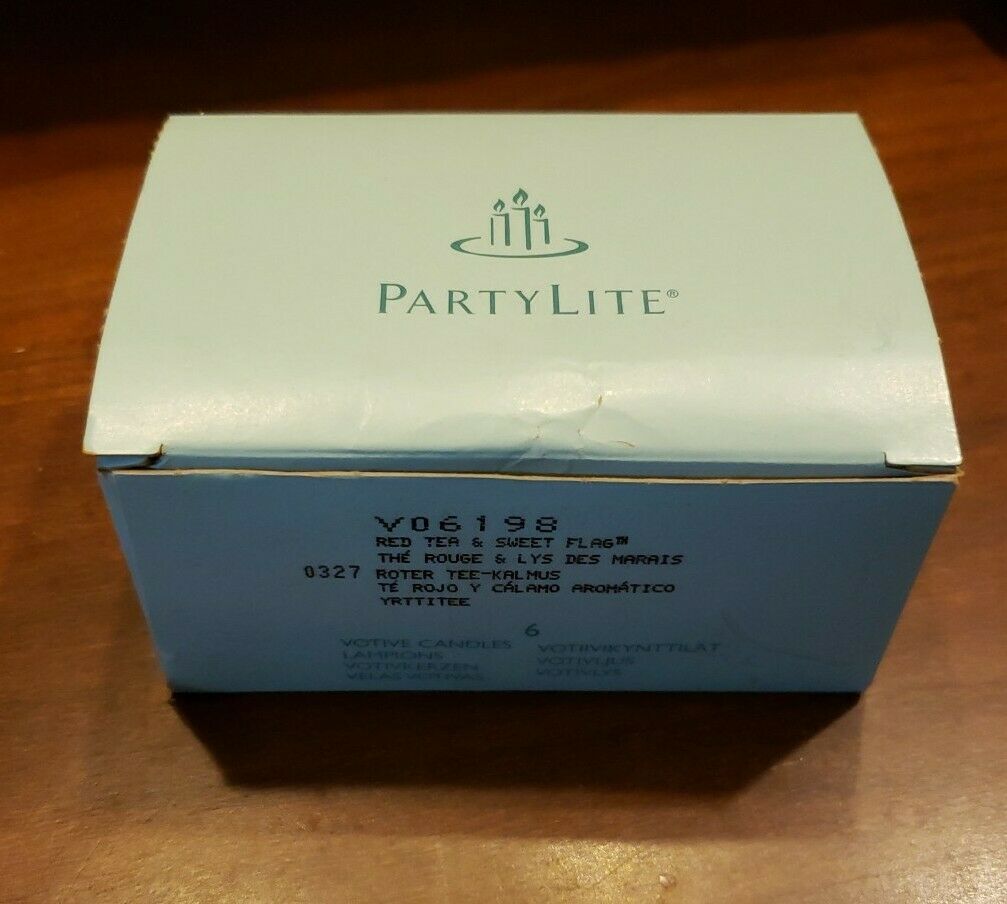 PARTYLITE®
V06198
RED TEA & SWEET FLAG™
THÉ ROUGE & LYS DES MARAIS
0327 ROTER TEE-KALMUS
TÉ ROJO Y CÁLAMO AROMÁTICO
YRTTITEE
6
VOTIVE CANDLES
LAMPIONS
VOTIVKERZEN
VELAS VOTIVAS
VOTIIVIKYNTTILÄT
VOTIVLJUS
VOTIVLYS